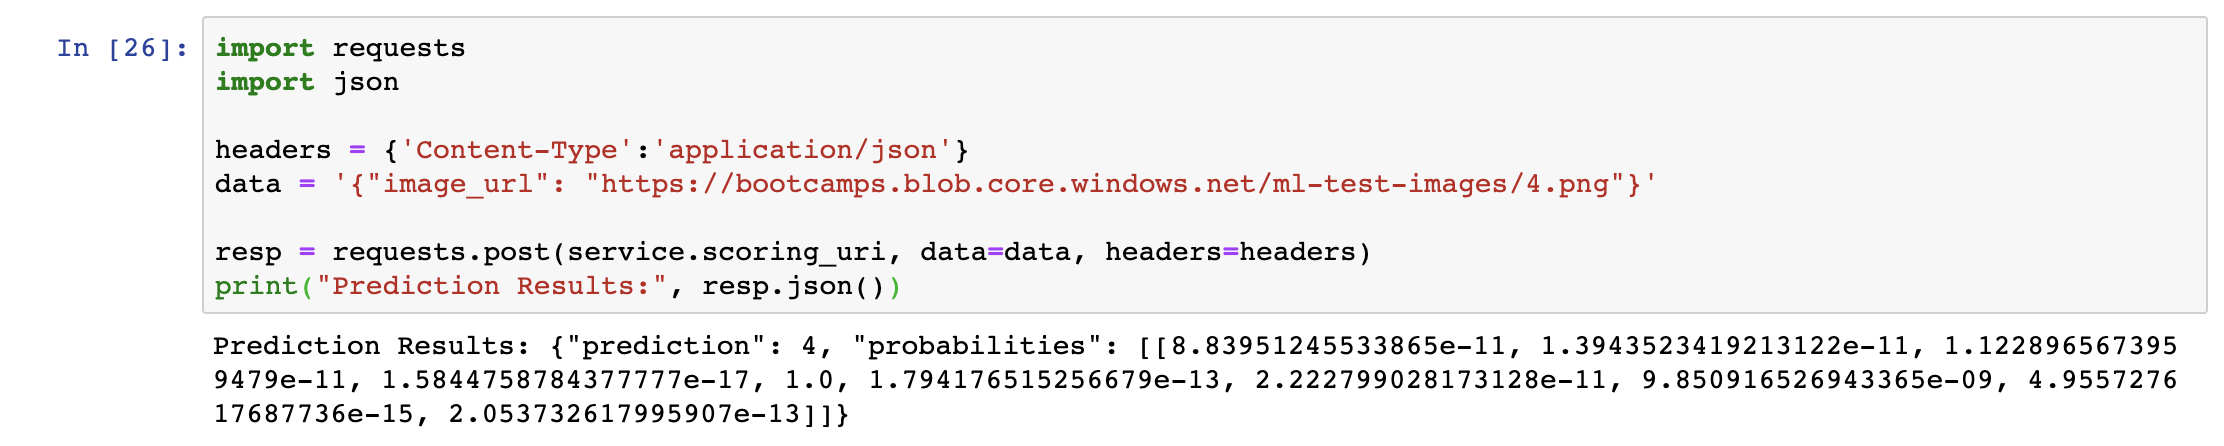 In [26]:
import requests
import json
headers = {'Content-Type':'application/json'}
data = '{"image_url": "https://bootcamps.blob.core.windows.net/ml-test-images/4.png"}'
resp = requests.post(service.scoring_uri, data=data, headers=headers)
print("Prediction Results:", resp.json())
Prediction Results: {"prediction": 4, "probabilities": [[8.83951245533865e-11, 1.3943523419213122e-11, 1.122896567395
9479e-11, 1.5844758784377777e-17, 1.0, 1.794176515256679e-13, 2.222799028173128e-11, 9.850916526943365e-09, 4.9557276
17687736e-15, 2.053732617995907e-13]]}